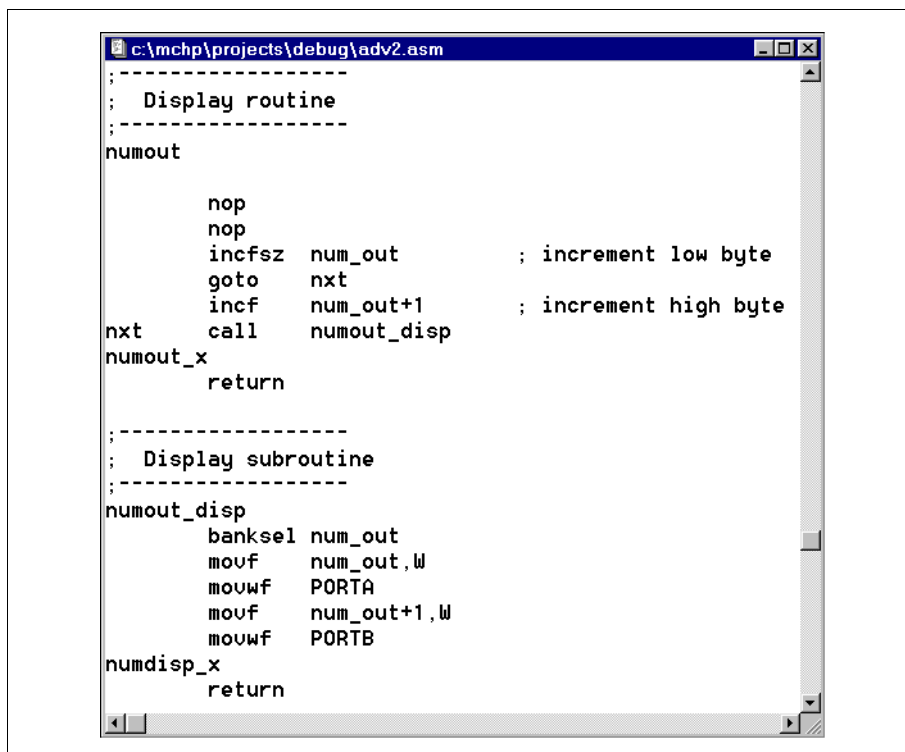 c:\mchp\projects\debug\adv2.asm
;------------------
;  Display routine
;------------------
numout
        nop
        nop
        incfsz  num_out         ; increment low byte
        goto    nxt
        incf    num_out+1       ; increment high byte
nxt     call    numout_disp
numout_x
        return
;------------------
;  Display subroutine
;------------------
numout_disp
        banksel num_out
        movf    num_out,W
        movwf   PORTA
        movf    num_out+1,W
        movwf   PORTB
numdisp_x
        return